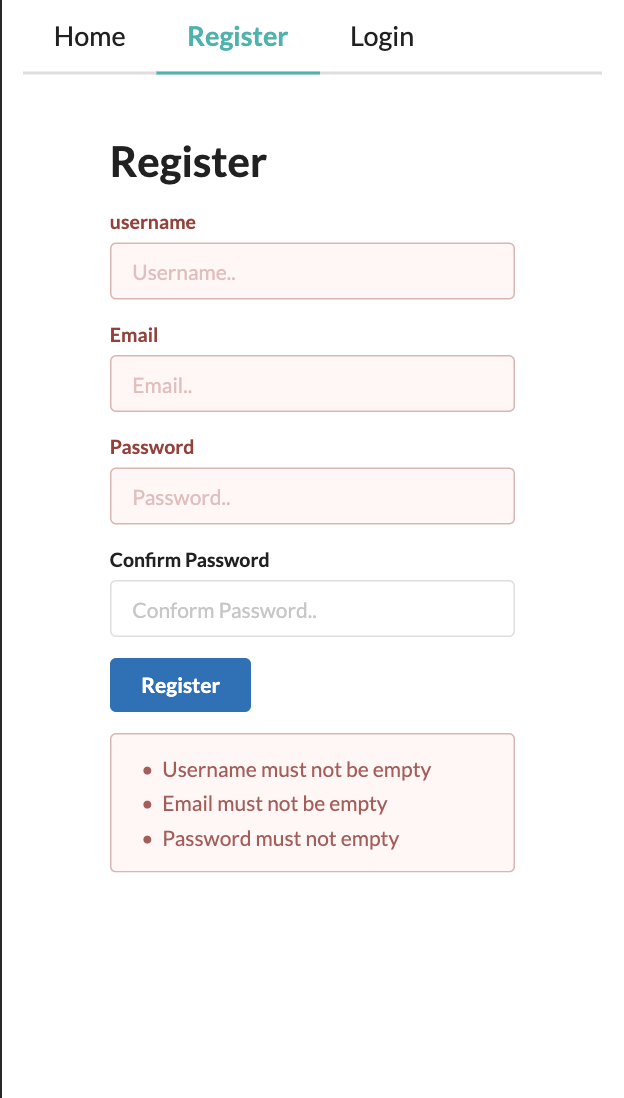 Home Register Login
Register
username
Username..
Email
Email..
Password
Password..
Confirm Password
Conform Password..
Register
• Username must not be empty
• Email must not be empty
• Password must not empty